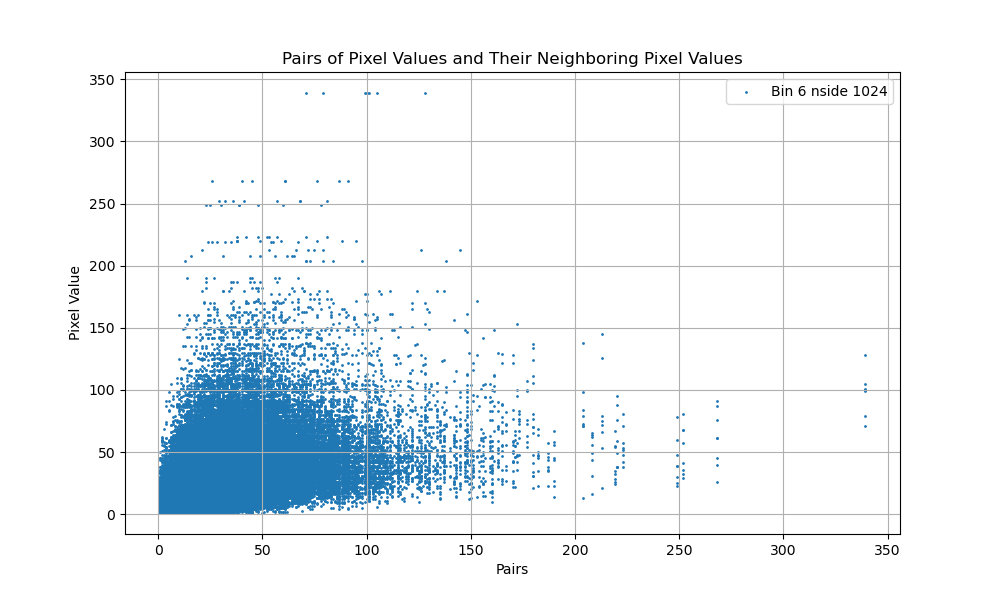 Pairs of Pixel Values and Their Neighboring Pixel Values
350
300
250
200
150
100
50
0
Pixel Value
Bin 6 nside 1024
0 50 100 150 200 250 300 350
Pairs